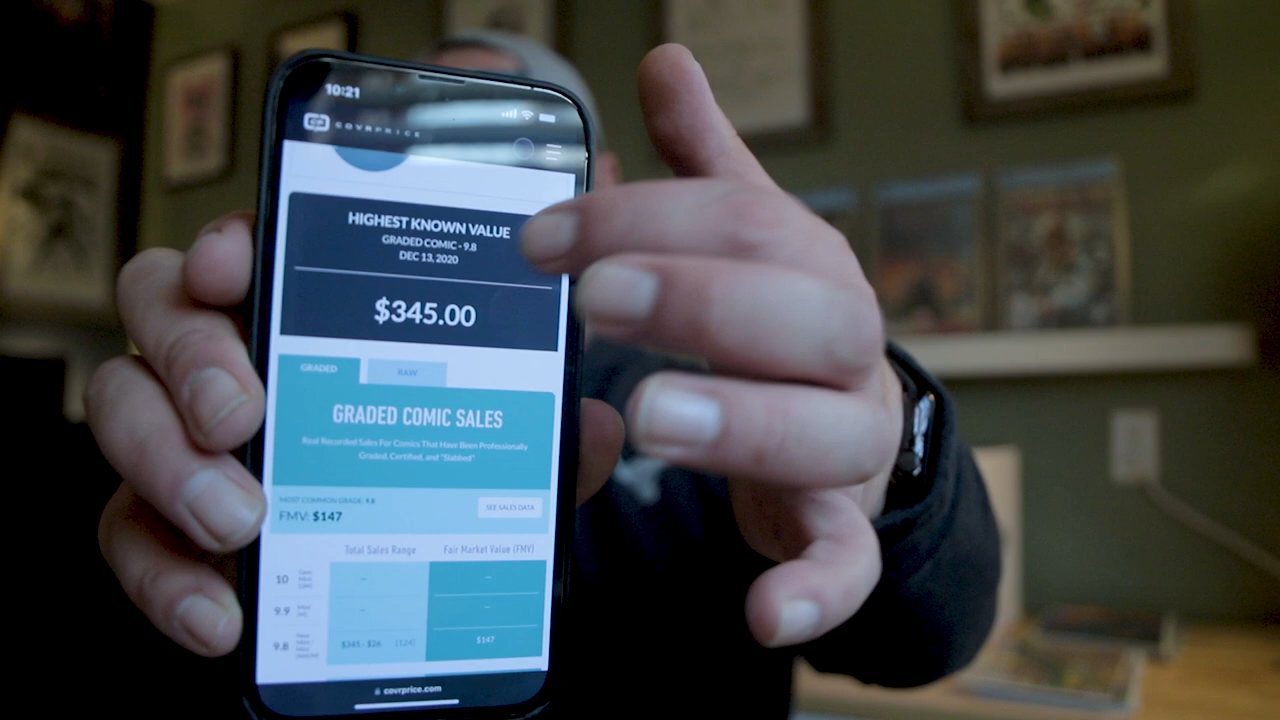 10:21
COVRPRICE
HIGHEST KNOWN VALUE
GRADED COMIC - 9.8
DEC 13, 2020
$345.00
GRADED
RAW
GRADED COMIC SALES
Real Recorded Sales For Comics That Have Been Professionally
Graded, Certified, and "Slabbed"
MOST COMMON GRADE: 9.8
FMV: $147
SEE SALES DATA
Total Sales Range
Fair Market Value (FMV)
10
--
--
9.9
--
--
9.8
$345 - $26 (124)
$147
covrprice.com